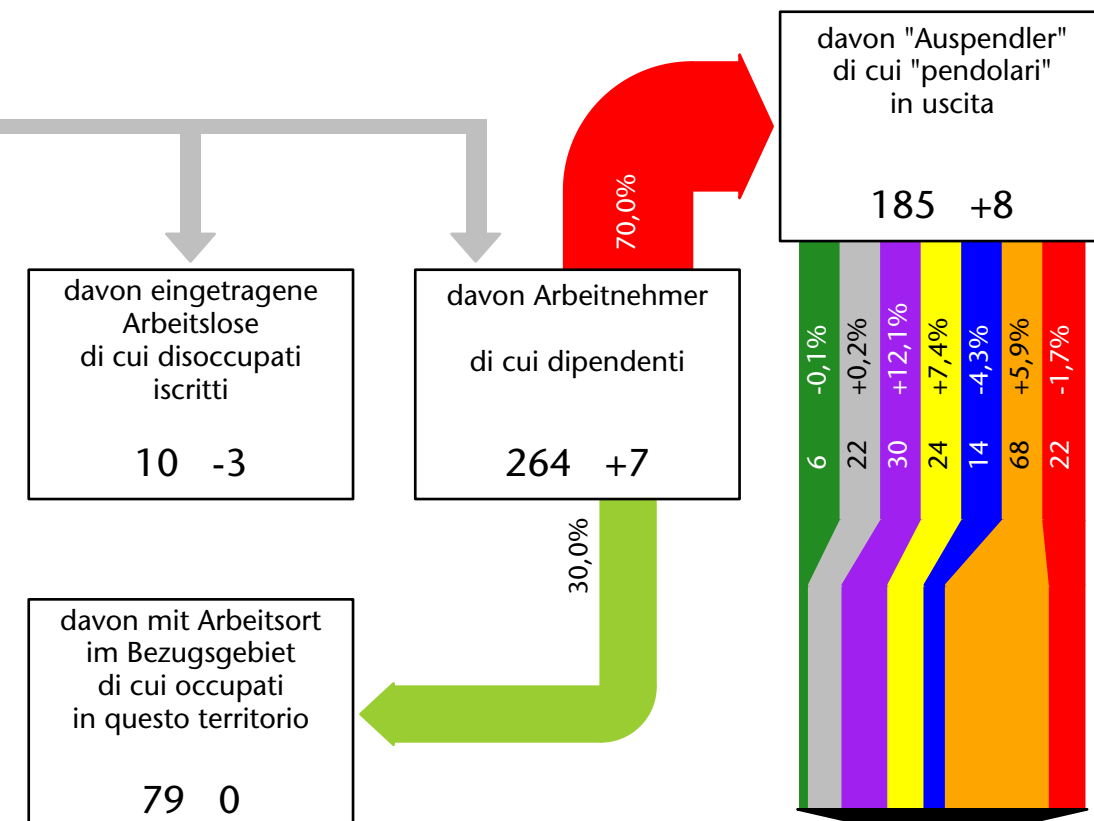 davon "Auspendler"
di cui "pendolari"
in uscita
185 +8
70,0%
davon eingetragene
Arbeitslose
di cui disoccupati
iscritti
10 -3
davon Arbeitnehmer
di cui dipendenti
264 +7
6 -0,1%
22 +0,2%
30 +12,1%
24 +7,4%
14 -4,3%
68 +5,9%
22 -1,7%
30,0%
davon mit Arbeitsort
im Bezugsgebiet
di cui occupati
in questo territorio
79 0